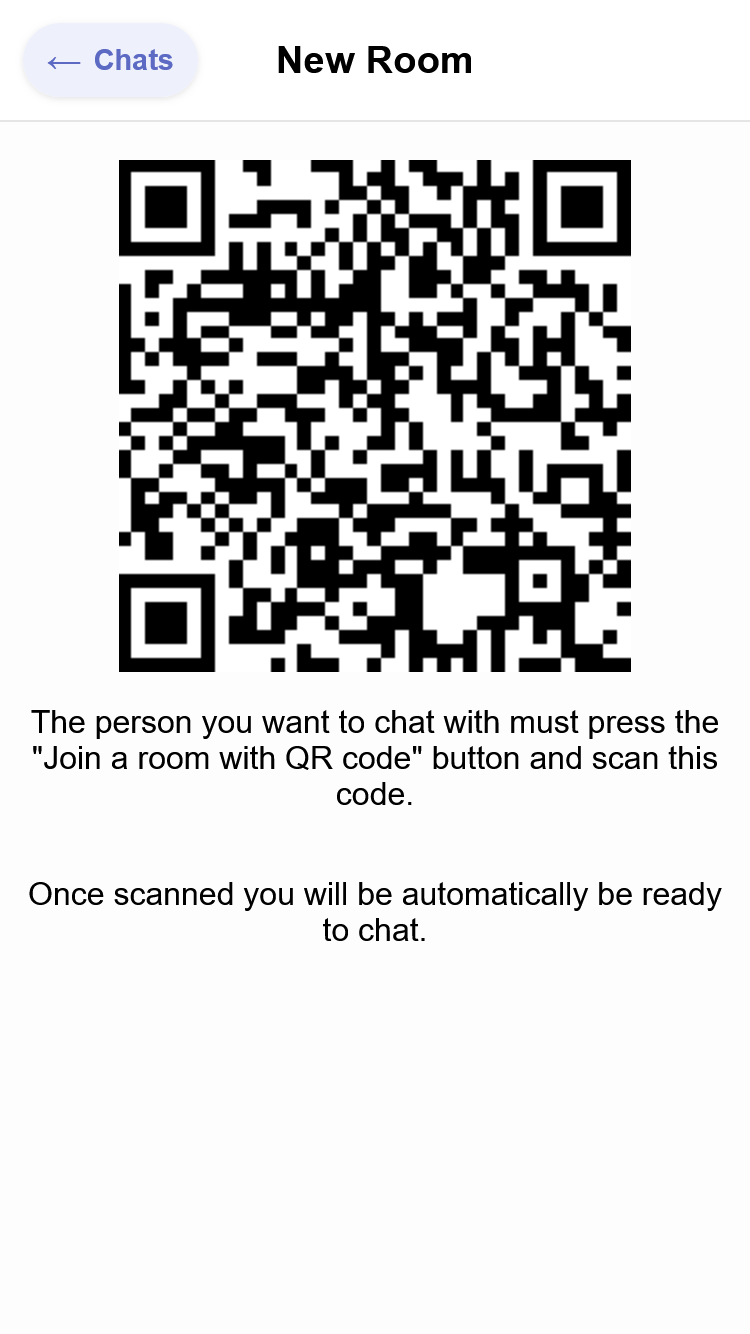 ← Chats
New Room
The person you want to chat with must press the
"Join a room with QR code" button and scan this
code.
Once scanned you will be automatically be ready
to chat.